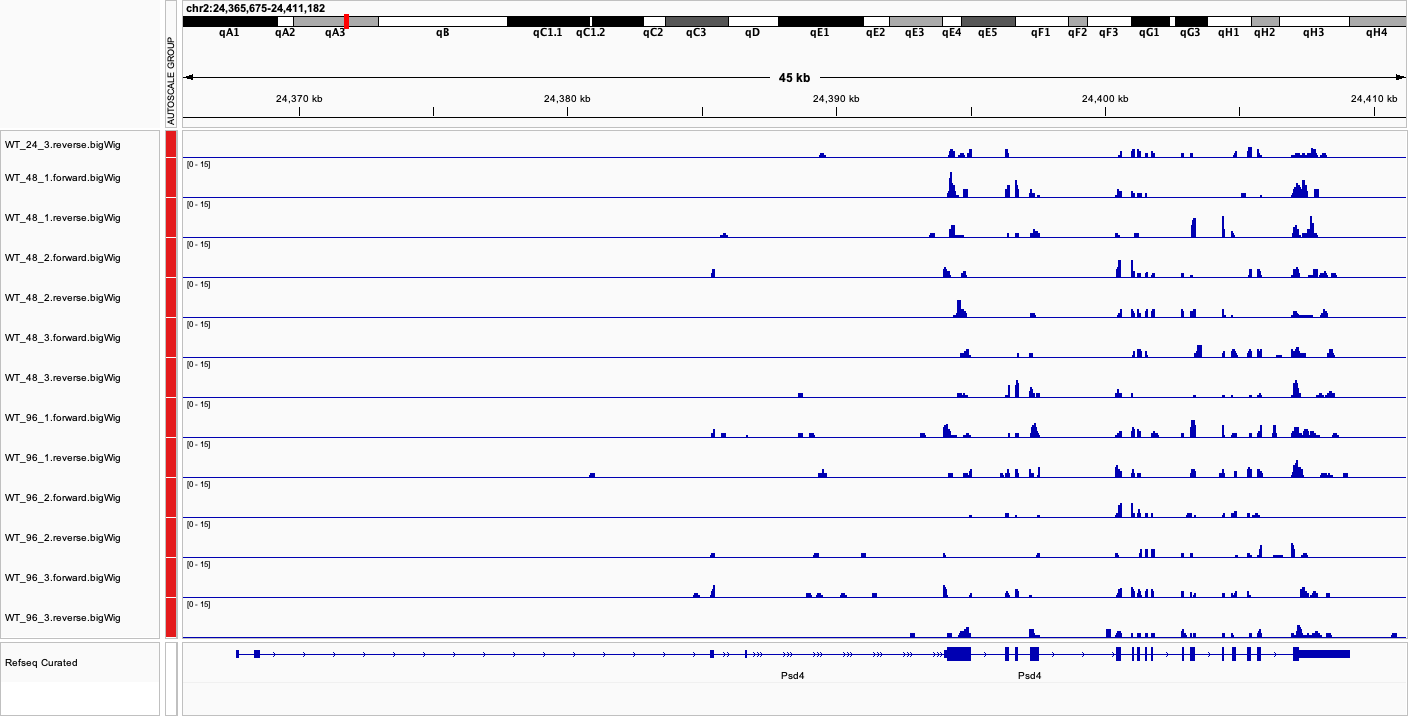 chr2:24,365,675-24,411,182
qA1 qA2 qA3 qB qC1.1 qC1.2 qC2 qC3 qD qE1 qE2 qE3 qE4 qE5 qF1 qF2 qF3 qG1 qG3 qH1 qH2 qH3 qH4
AUTOSCALE GROUP
45 kb
24,370 kb 24,380 kb 24,390 kb 24,400 kb 24,410 kb
WT_24_3.reverse.bigWig
[0 - 15]
WT_48_1.forward.bigWig
[0 - 15]
WT_48_1.reverse.bigWig
[0 - 15]
WT_48_2.forward.bigWig
[0 - 15]
WT_48_2.reverse.bigWig
[0 - 15]
WT_48_3.forward.bigWig
[0 - 15]
WT_48_3.reverse.bigWig
[0 - 15]
WT_96_1.forward.bigWig
[0 - 15]
WT_96_1.reverse.bigWig
[0 - 15]
WT_96_2.forward.bigWig
[0 - 15]
WT_96_2.reverse.bigWig
[0 - 15]
WT_96_3.forward.bigWig
[0 - 15]
WT_96_3.reverse.bigWig
Refseq Curated
Psd4 Psd4